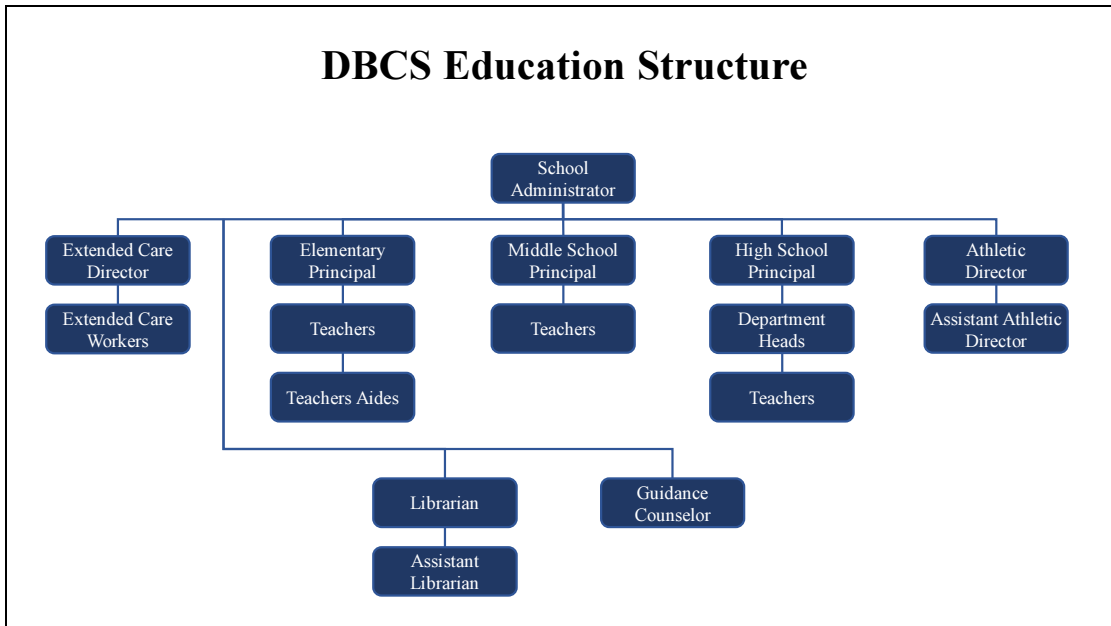 DBCS Education Structure
School
Administrator
Extended Care
Director
Elementary
Principal
Middle School
Principal
High School
Principal
Athletic
Director
Extended Care
Workers
Teachers
Teachers
Department
Heads
Assistant Athletic
Director
Teachers Aides
Teachers
Librarian
Guidance
Counselor
Assistant
Librarian